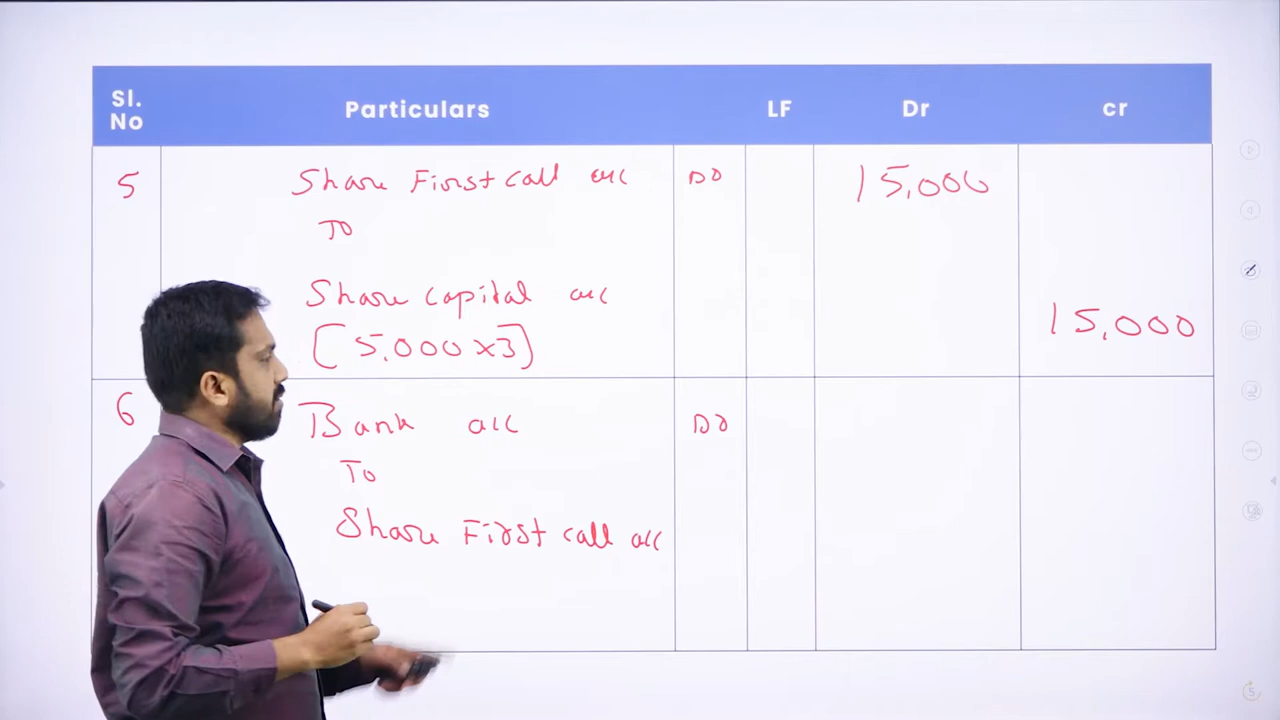 Sl. No Particulars LF Dr cr
5 Share First call a/c Dr 15,000
To
Share capital a/c
[5,000 x 3] 15,000
6 Bank a/c Dr
To
Share First call a/c
5